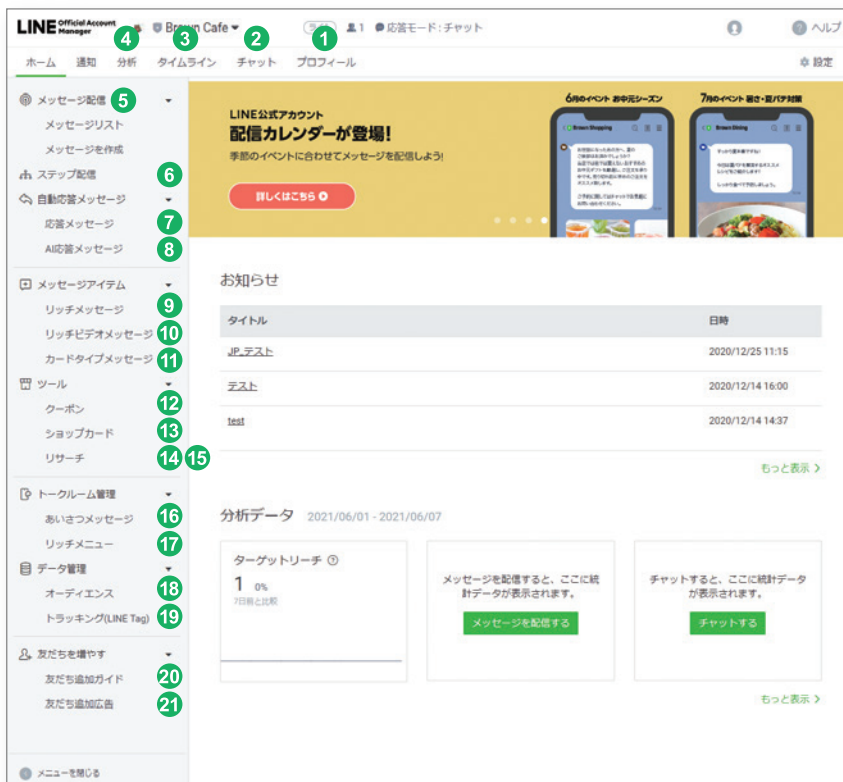 LINE Official Account Manager
4 Brown Cafe 3 2 1 1 応答モード：チャット ヘルプ
ホーム 通知 分析 タイムライン チャット プロフィール 設定
メッセージ配信 5
メッセージリスト
メッセージを作成
ステップ配信 6
自動応答メッセージ
応答メッセージ 7
AI応答メッセージ 8
メッセージアイテム
リッチメッセージ 9
リッチビデオメッセージ 10
カードタイプメッセージ 11
ツール
クーポン 12
ショップカード 13
リサーチ 14 15
トークルーム管理
あいさつメッセージ 16
リッチメニュー 17
データ管理
オーディエンス 18
トラッキング(LINE Tag) 19
友だちを増やす
友だち追加ガイド 20
友だち追加広告 21
メニューを閉じる
LINE公式アカウント
配信カレンダーが登場!
季節のイベントに合わせてメッセージを配信しよう!
詳しくはこちら
6月のイベント お中元シーズン
Brown Shopping
7月のイベント 暑さ・夏バテ対策
Brown Dining
お知らせ
タイトル 日時
JP_テスト 2020/12/25 11:15
テスト 2020/12/14 16:00
test 2020/12/14 14:37
もっと表示
分析データ 2021/06/01 - 2021/06/07
ターゲットリーチ
1 0%
7日前と比較
メッセージを配信すると、ここに統
計データが表示されます。
メッセージを配信する
チャットすると、ここに統計データ
が表示されます。
チャットする
もっと表示